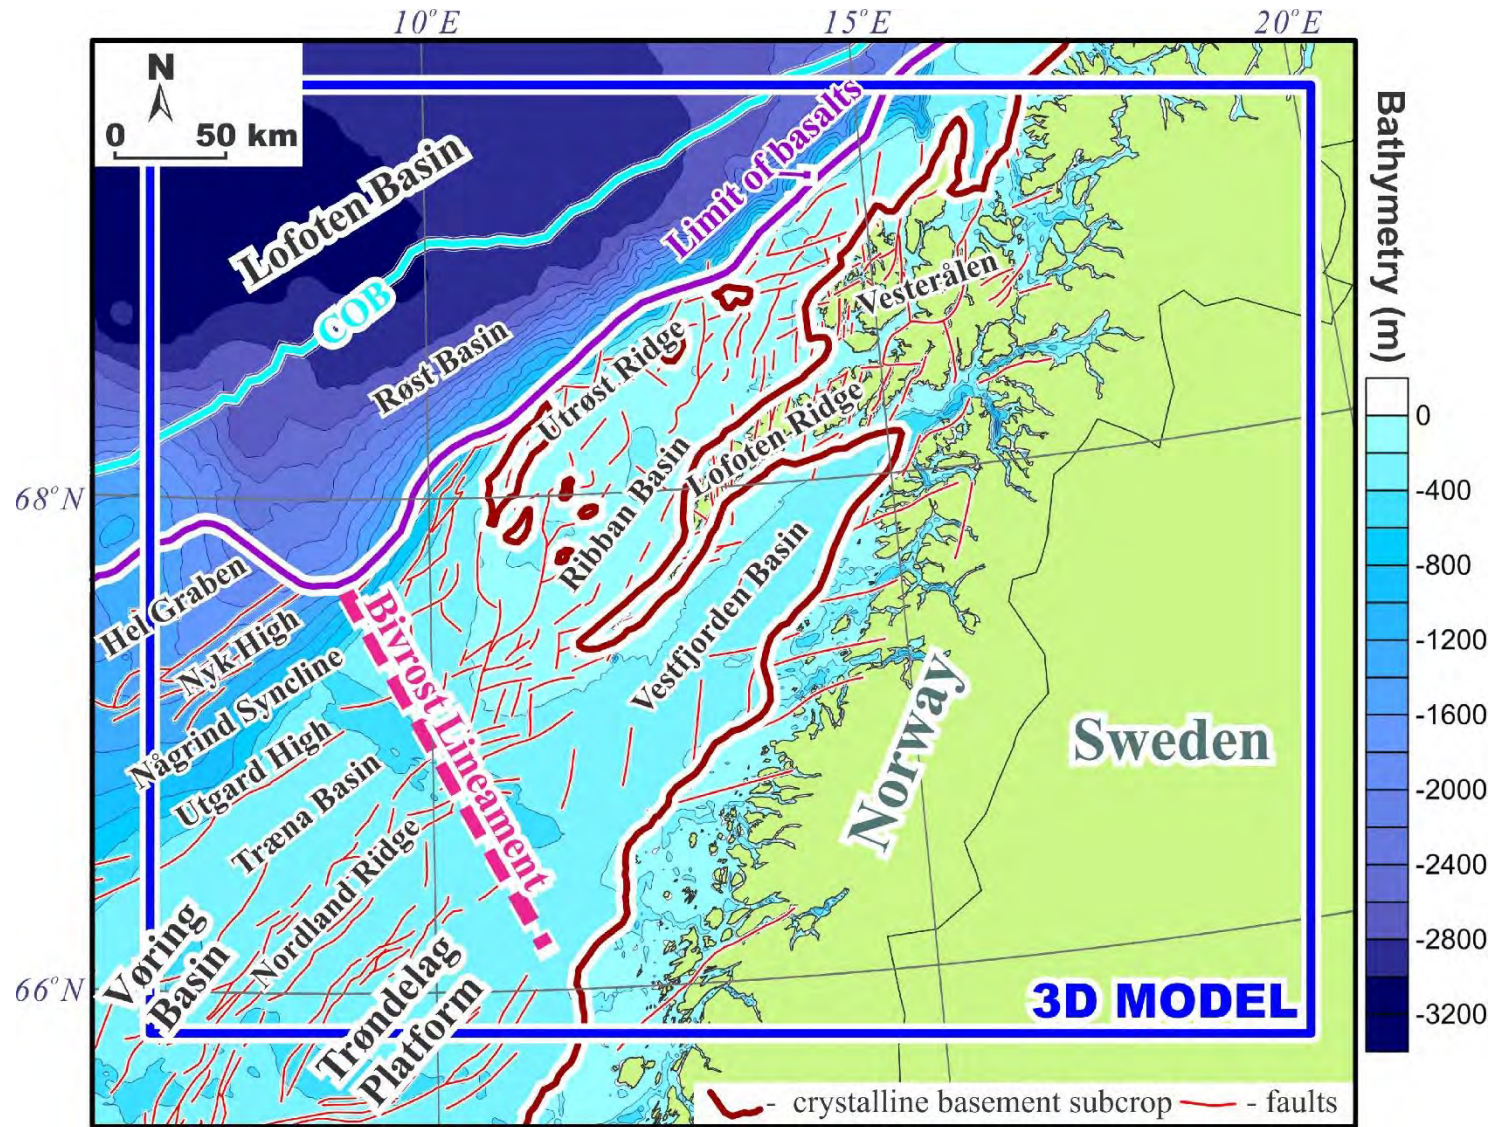 10°E
15°E
20°E
N
0 50 km
Lofoten Basin
COB
Limit of basalts
Røst Basin
Utrøst Ridge
Vesterålen
Lofoten Ridge
Ribban Basin
68°N
Hel Graben
Nyk High
Någrind Syncline
Utgard High
Træna Basin
Nordland Ridge
Bivrost Lineament
Vestfjorden Basin
Norway
Sweden
66°N
Vøring
Basin
Trøndelag
Platform
3D MODEL
- crystalline basement subcrop - faults
Bathymetry (m)
0
-400
-800
-1200
-1600
-2000
-2400
-2800
-3200